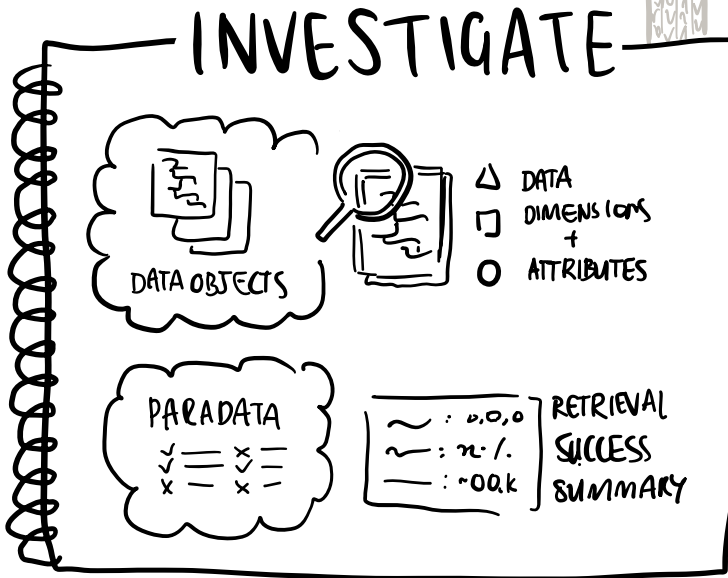 INVESTIGATE
DATA OBJECTS
DATA
DIMENSIONS
+
ATTRIBUTES
PARADATA
RETRIEVAL
SUCCESS
SUMMARY